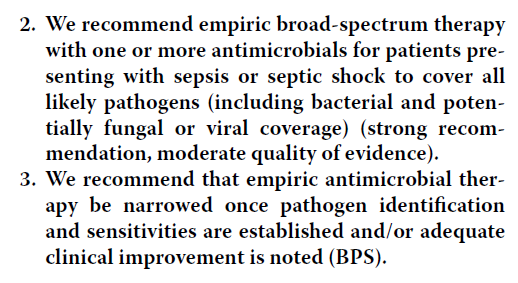 2. We recommend empiric broad-spectrum therapy
with one or more antimicrobials for patients pre-
senting with sepsis or septic shock to cover all
likely pathogens (including bacterial and poten-
tially fungal or viral coverage) (strong recom-
mendation, moderate quality of evidence).
3. We recommend that empiric antimicrobial ther-
apy be narrowed once pathogen identification
and sensitivities are established and/or adequate
clinical improvement is noted (BPS).